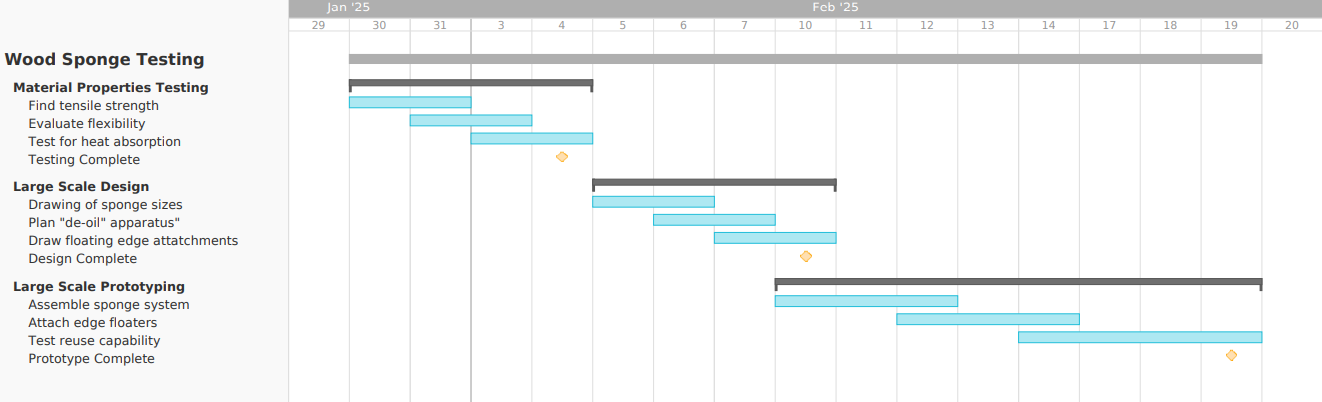 Jan '25 Feb '25
29 30 31 3 4 5 6 7 10 11 12 13 14 17 18 19 20
Wood Sponge Testing
Material Properties Testing
Find tensile strength
Evaluate flexibility
Test for heat absorption
Testing Complete
Large Scale Design
Drawing of sponge sizes
Plan "de-oil" apparatus"
Draw floating edge attatchments
Design Complete
Large Scale Prototyping
Assemble sponge system
Attach edge floaters
Test reuse capability
Prototype Complete